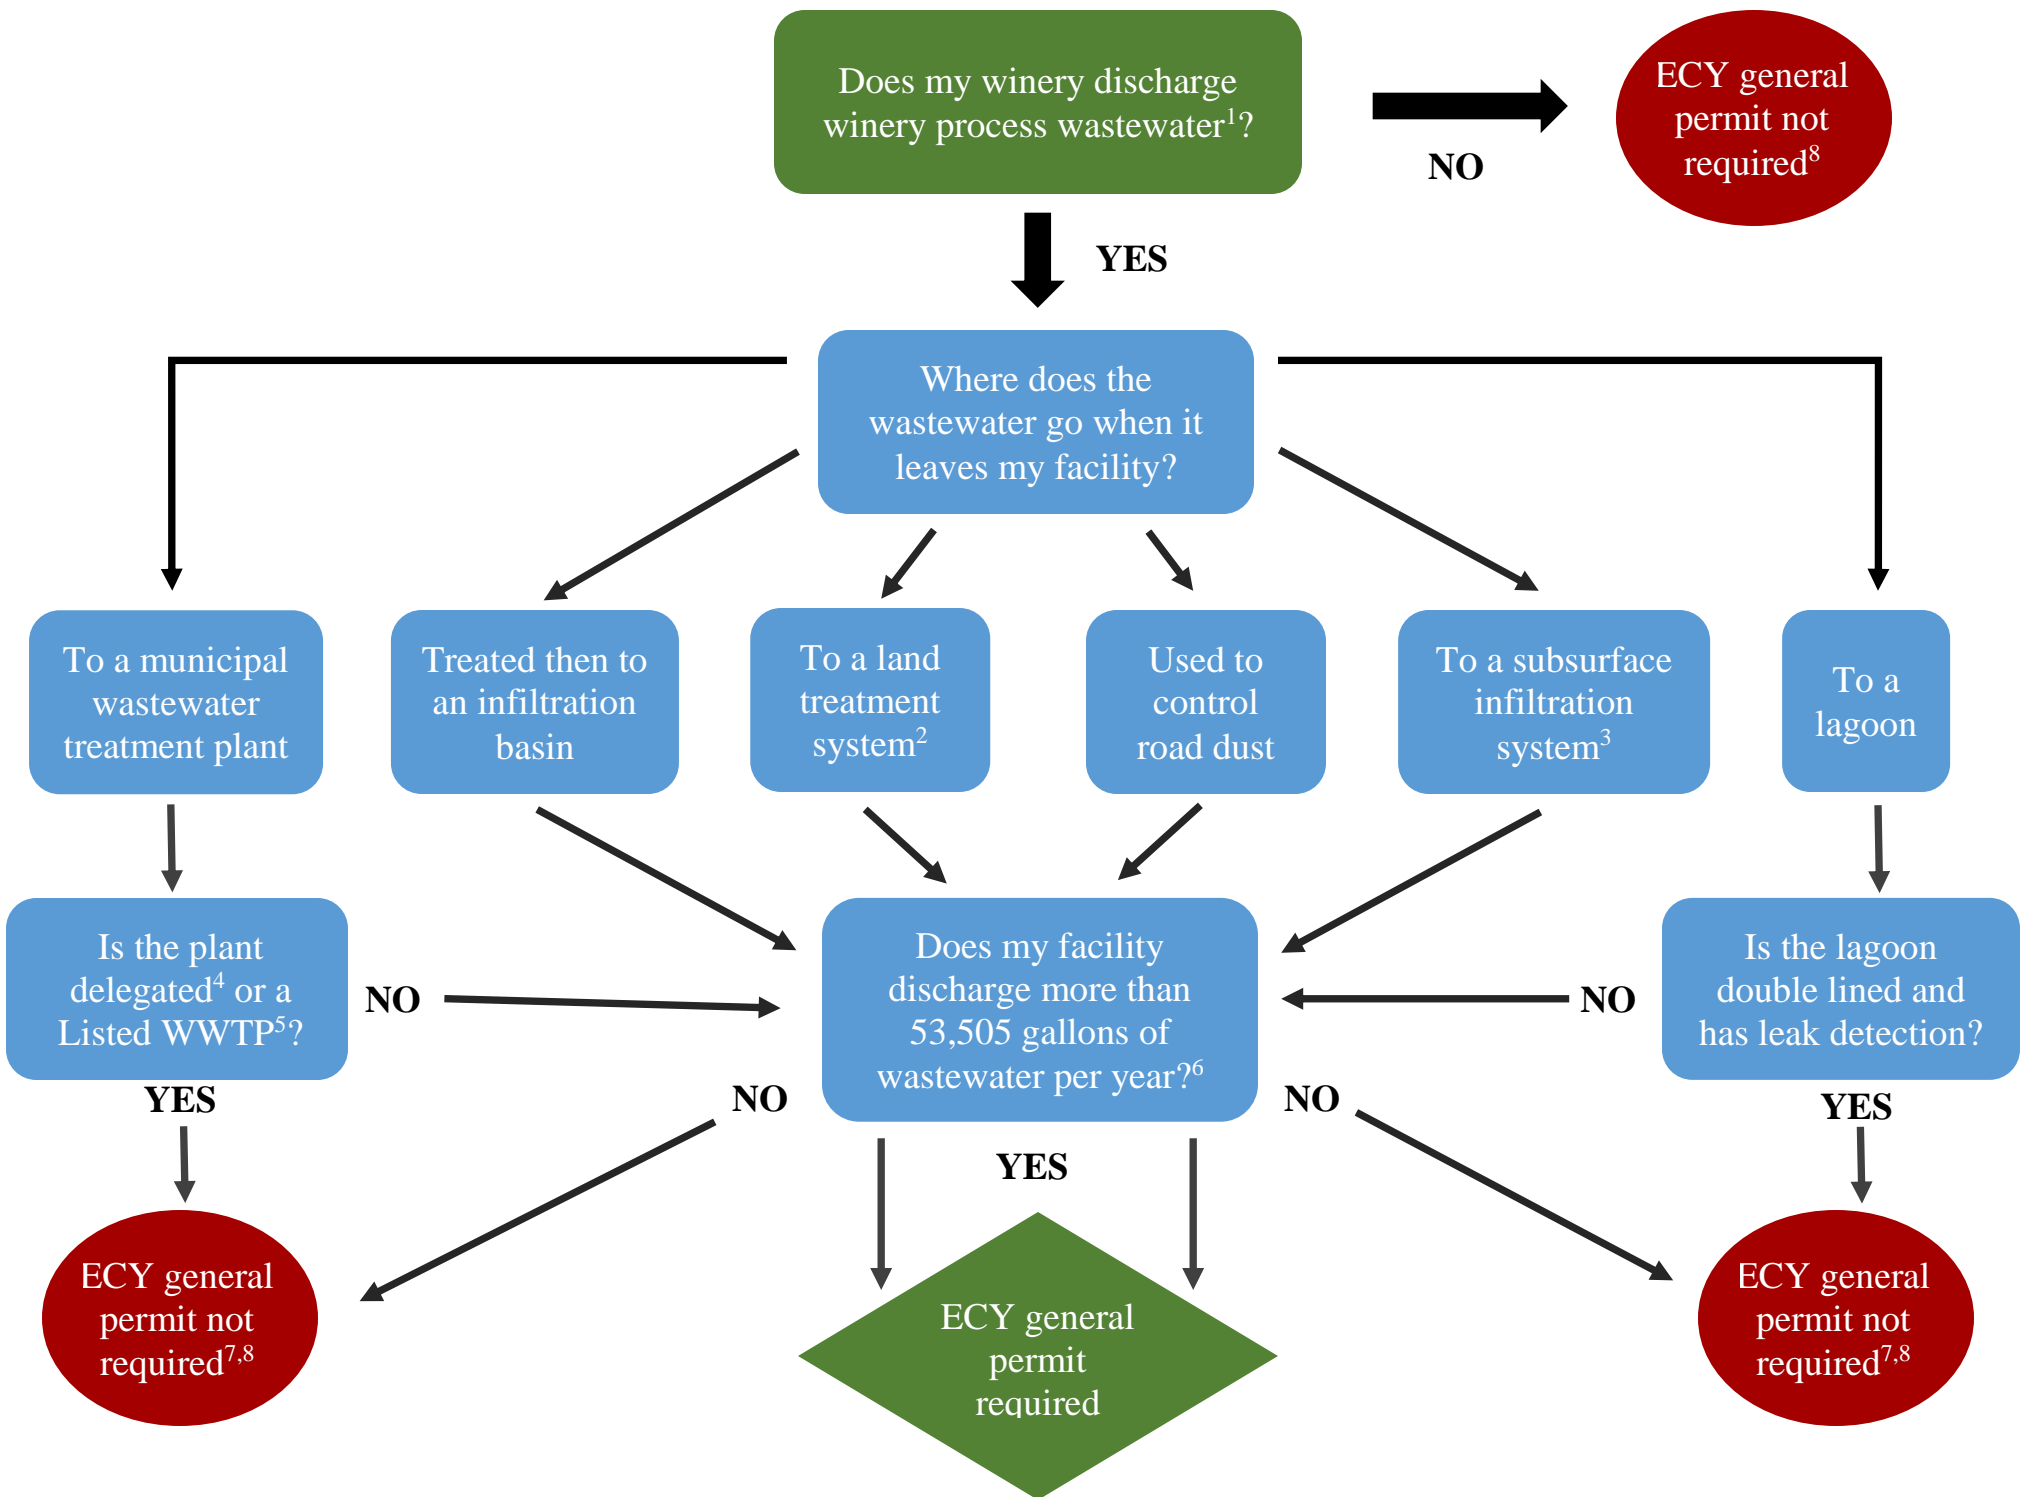 Does my winery discharge
winery process wastewater¹?
NO
ECY general
permit not
required⁸
YES
Where does the
wastewater go when it
leaves my facility?
To a municipal
wastewater
treatment plant
Treated then to
an infiltration
basin
To a land
treatment
system²
Used to
control
road dust
To a subsurface
infiltration
system³
To a
lagoon
Is the plant
delegated⁴ or a
Listed WWTP⁵?
NO
Does my facility
discharge more than
53,505 gallons of
wastewater per year?⁶
NO
Is the lagoon
double lined and
has leak detection?
YES
NO
YES
NO
YES
ECY general
permit not
required⁷,⁸
ECY general
permit
required
ECY general
permit not
required⁷,⁸